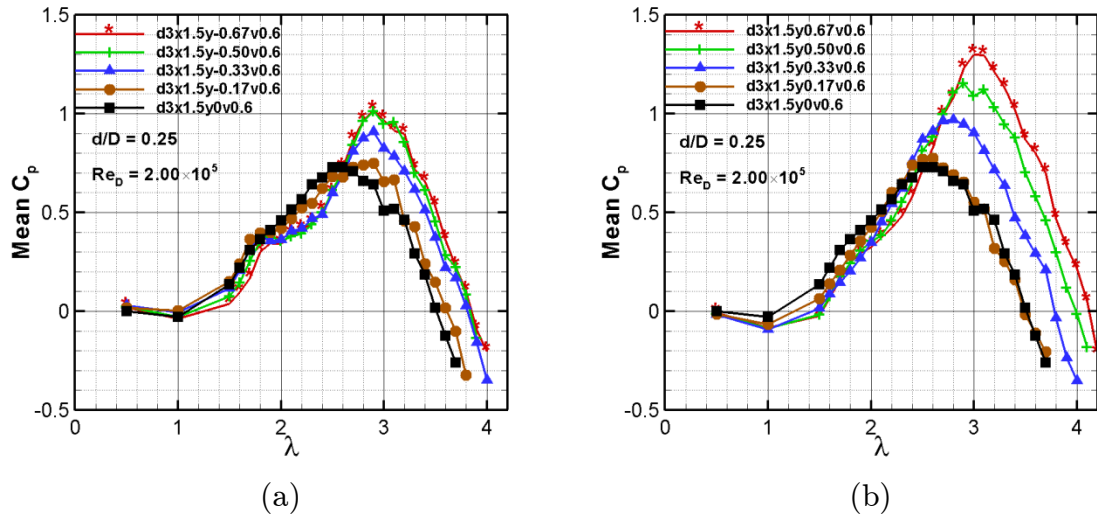 d3x1.5y-0.67v0.6
d3x1.5y-0.50v0.6
d3x1.5y-0.33v0.6
d3x1.5y-0.17v0.6
d3x1.5y0v0.6
d/D = 0.25
Re_D = 2.00×10^5
Mean C_p
1.5
1
0.5
0
-0.5
0
1
2
3
4
λ
(a)
d3x1.5y0.67v0.6
d3x1.5y0.50v0.6
d3x1.5y0.33v0.6
d3x1.5y0.17v0.6
d3x1.5y0v0.6
d/D = 0.25
Re_D = 2.00×10^5
Mean C_p
1.5
1
0.5
0
-0.5
0
1
2
3
4
λ
(b)